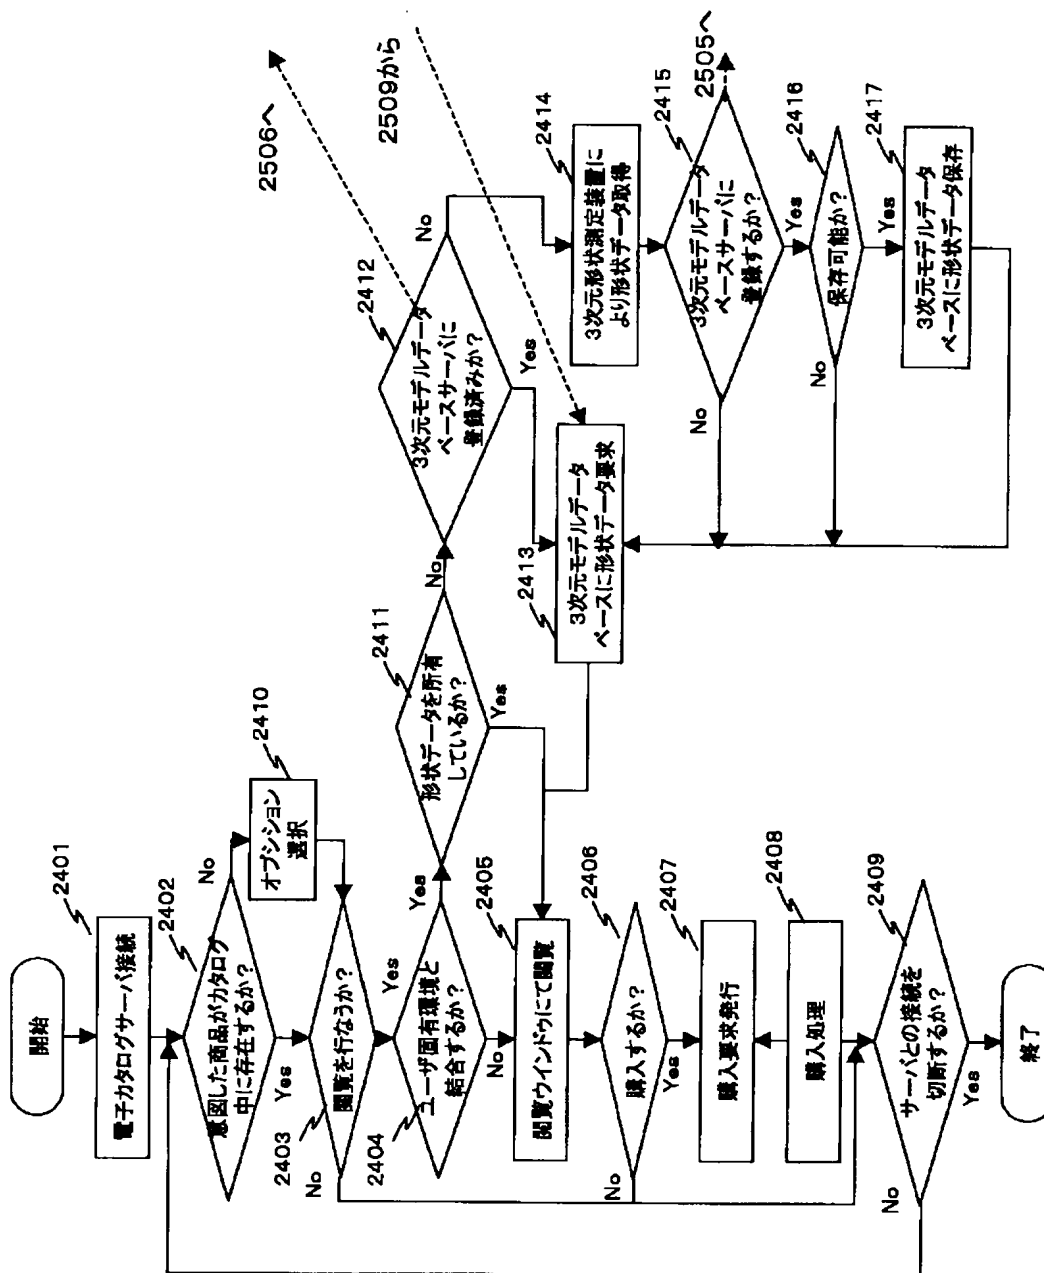 開始
2401
電子カタログサーバ接続
2402
意図した商品がカタログ
中に存在するか?
No
Yes
2410
オプション
選択
2403
閲覧を行なうか?
No
Yes
2404
ユーザ固有環境と
結合するか?
Yes
No
2405
閲覧ウインドウにて閲覧
2406
購入するか?
No
Yes
2407
購入要求発行
2408
購入処理
2409
サーバとの接続を
切断するか?
No
Yes
終了
2411
形状データを所有
しているか?
No
Yes
2412
3次元モデルデータ
ベースサーバに
登録済みか?
No
Yes
2506へ
2509から
2413
3次元モデルデータ
ベースに形状データ要求
2414
3次元形状測定装置に
より形状データ取得
2415
3次元モデルデータ
ベースサーバに
登録するか?
2505へ
No
Yes
2416
保存可能か?
No
Yes
2417
3次元モデルデータ
ベースに形状データ保存